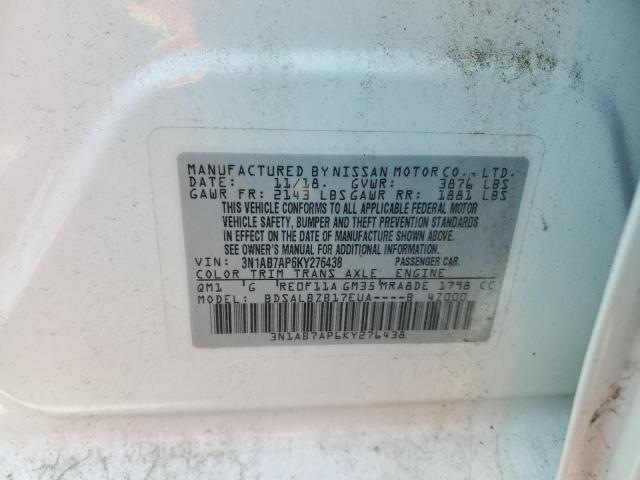 MANUFACTURED BY NISSAN MOTOR CO., LTD.
DATE: 11/18. GVWR: 3876 LBS
GAWR FR: 2143 LBS GAWR RR: 1881 LBS
THIS VEHICLE CONFORMS TO ALL APPLICABLE FEDERAL MOTOR
VEHICLE SAFETY, BUMPER AND THEFT PREVENTION STANDARDS
IN EFFECT ON THE DATE OF MANUFACTURE SHOWN ABOVE.
SEE OWNER'S MANUAL FOR ADDITIONAL INFORMATION.
VIN: 3N1AB7AP6KY276438 PASSENGER CAR.
COLOR TRIM TRANS AXLE ENGINE
QM1 G RE0F11A GM35 MRA8DE 1798 CC
MODEL: BDSALBZB17EUA----B 4Z000
3N1AB7AP6KY276438